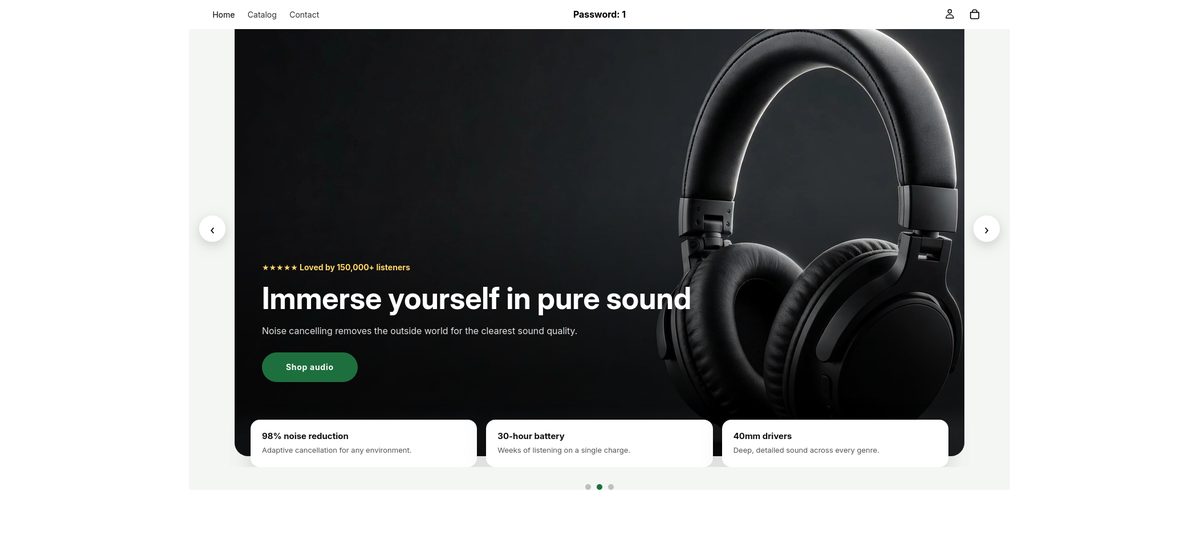 Home Catalog Contact Password: 1
★★★★★ Loved by 150,000+ listeners
Immerse yourself in pure sound
Noise cancelling removes the outside world for the clearest sound quality.
Shop audio
98% noise reduction
Adaptive cancellation for any environment.
30-hour battery
Weeks of listening on a single charge.
40mm drivers
Deep, detailed sound across every genre.